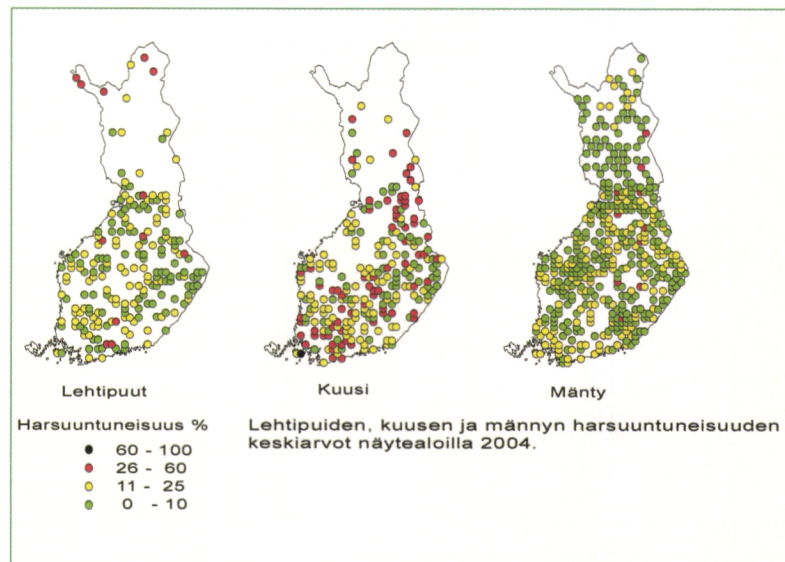 Lehtipuut
Kuusi
Mänty
Harsuuntuneisuus %
60 - 100
26 - 60
11 - 25
0 - 10
Lehtipuiden, kuusen ja männyn harsuuntuneisuuden
keskiarvot näytealoilla 2004.